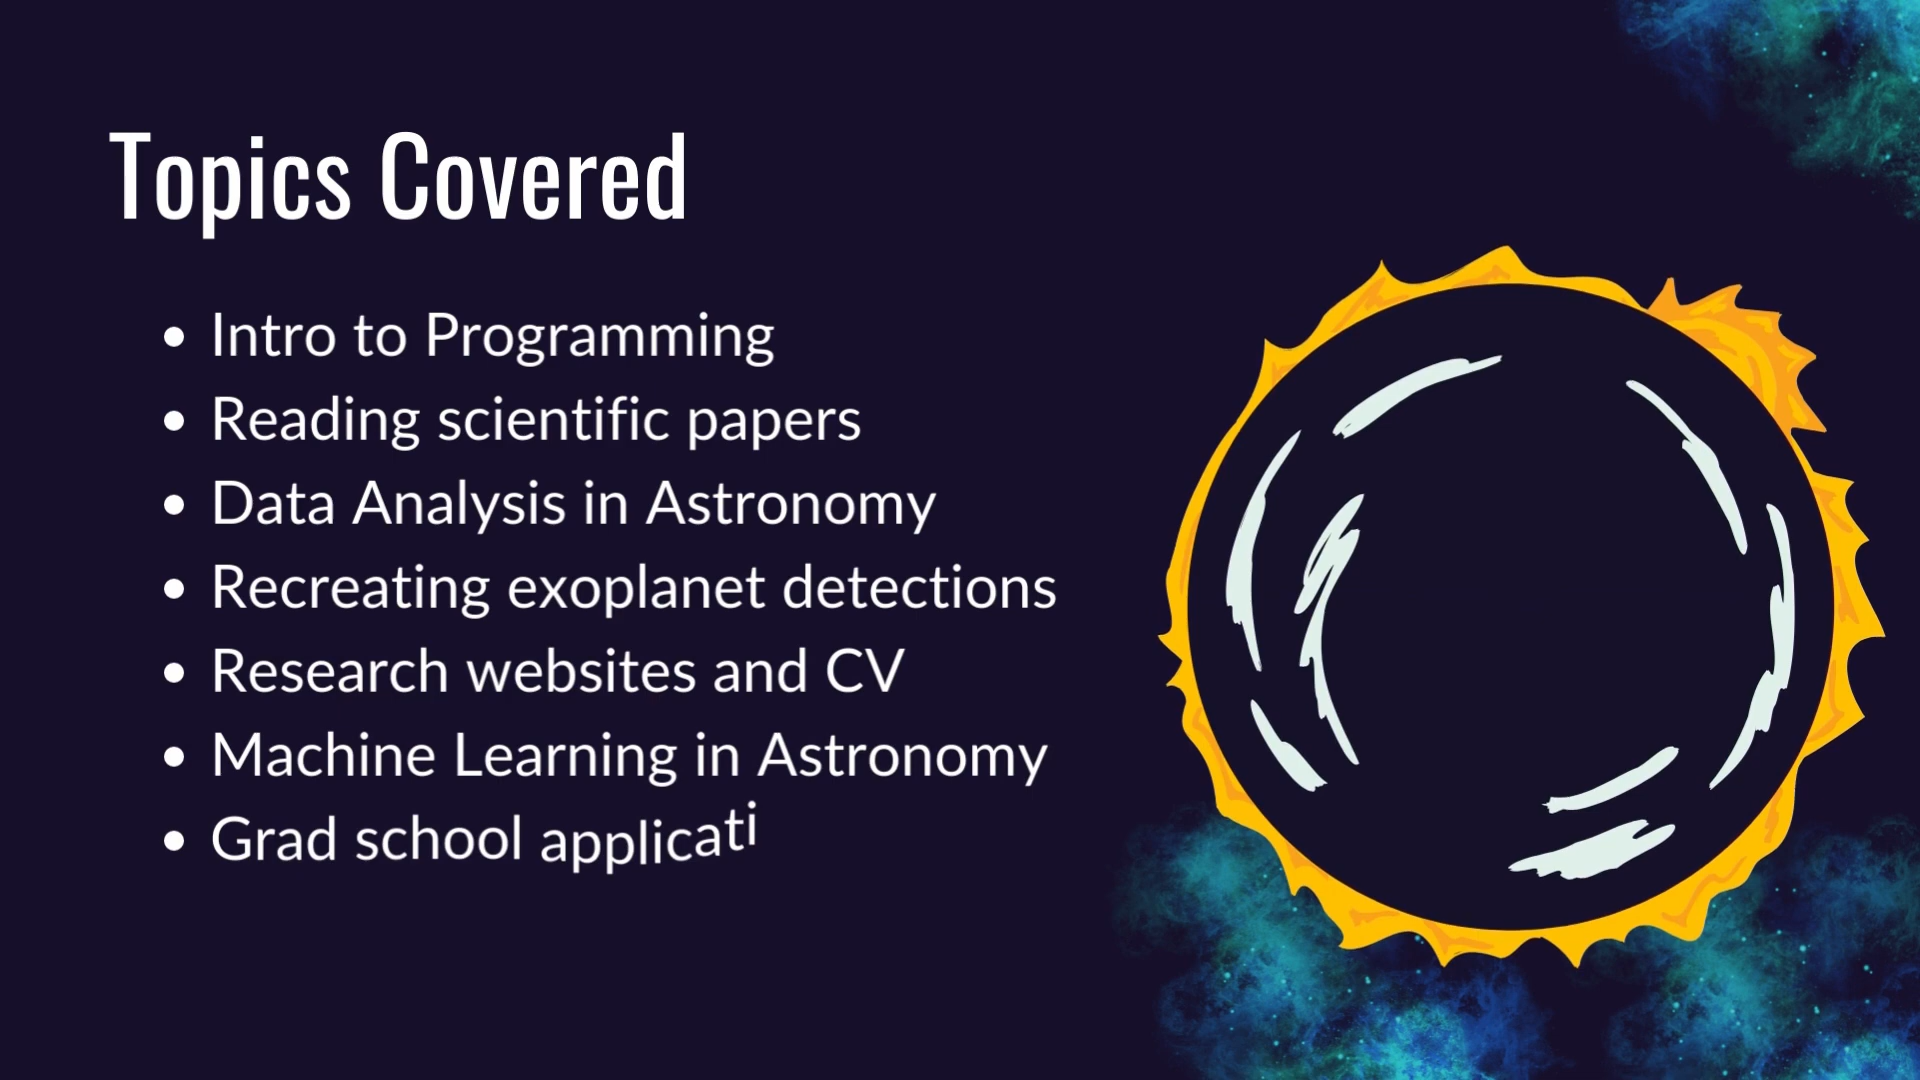 Topics Covered
• Intro to Programming
• Reading scientific papers
• Data Analysis in Astronomy
• Recreating exoplanet detections
• Research websites and CV
• Machine Learning in Astronomy
• Grad school applicati